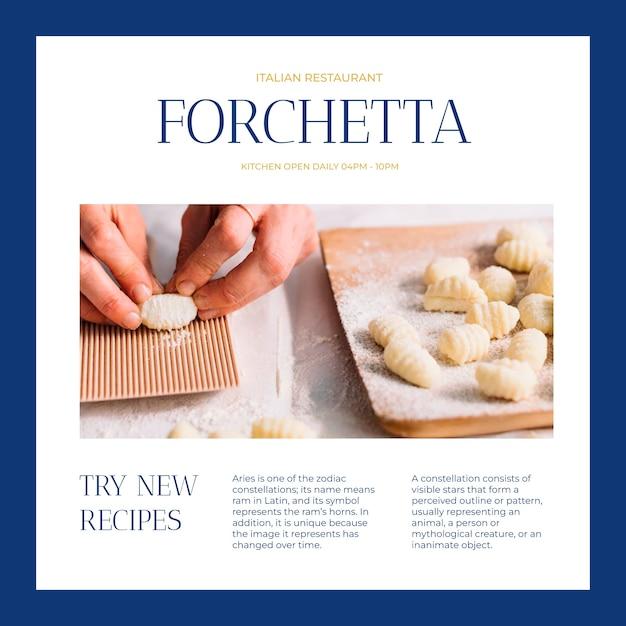 ITALIAN RESTAURANT
FORCHETTA
KITCHEN OPEN DAILY 04PM - 10PM
TRY NEW
RECIPES
Aries is one of the zodiac
constellations; its name means
ram in Latin, and its symbol
represents the ram's horns. In
addition, it is unique because
the image it represents has
changed over time.
A constellation consists of
visible stars that form a
perceived outline or pattern,
usually representing an
animal, a person or
mythological creature, or an
inanimate object.